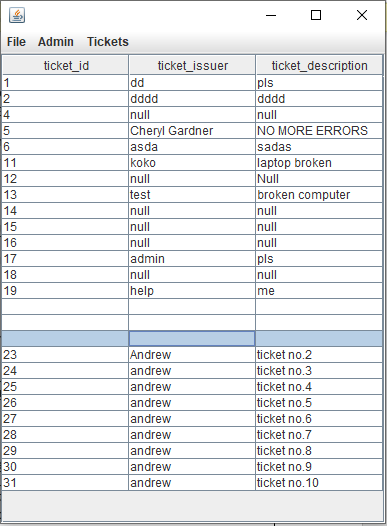 File Admin Tickets
ticket_id ticket_issuer ticket_description
1 dd pls
2 dddd dddd
4 null null
5 Cheryl Gardner NO MORE ERRORS
6 asda sadas
11 koko laptop broken
12 null Null
13 test broken computer
14 null null
15 null null
16 null null
17 admin pls
18 null null
19 help me
23 Andrew ticket no.2
24 andrew ticket no.3
25 andrew ticket no.4
26 andrew ticket no.5
27 andrew ticket no.6
28 andrew ticket no.7
29 andrew ticket no.8
30 andrew ticket no.9
31 andrew ticket no.10